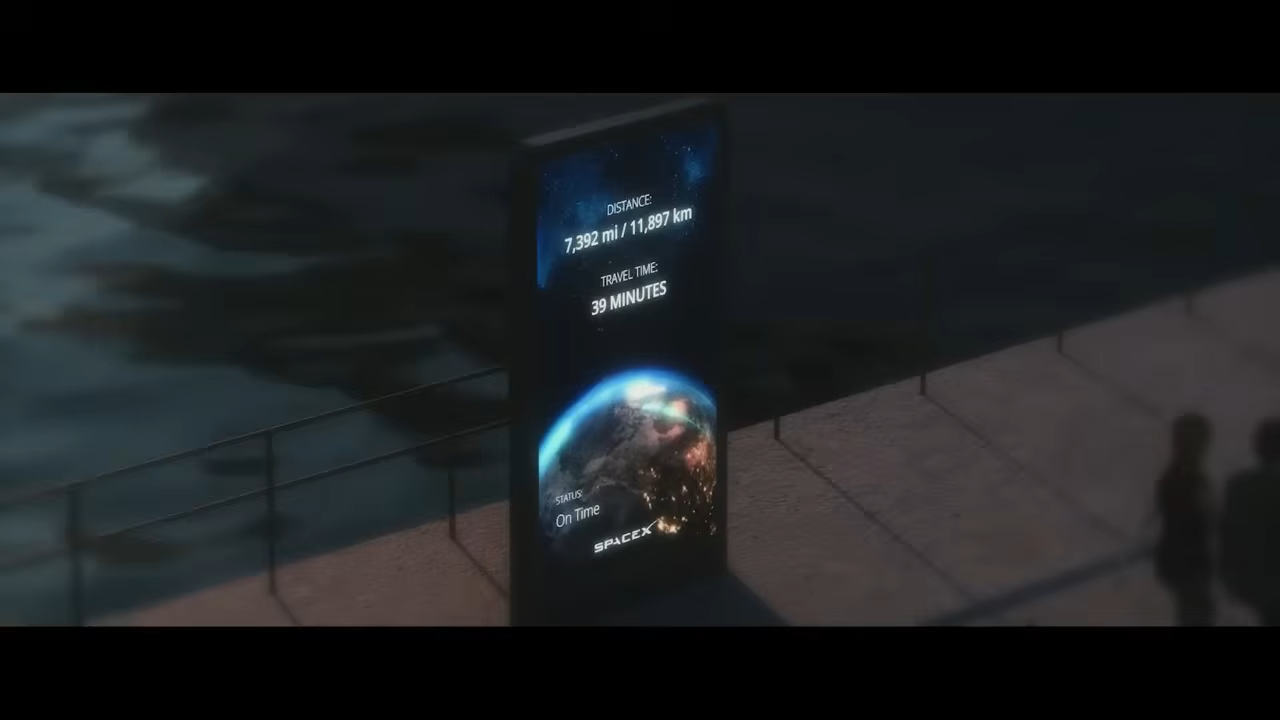 DISTANCE:
7,392 mi / 11,897 km
TRAVEL TIME:
39 MINUTES
STATUS:
On Time
SPACEX